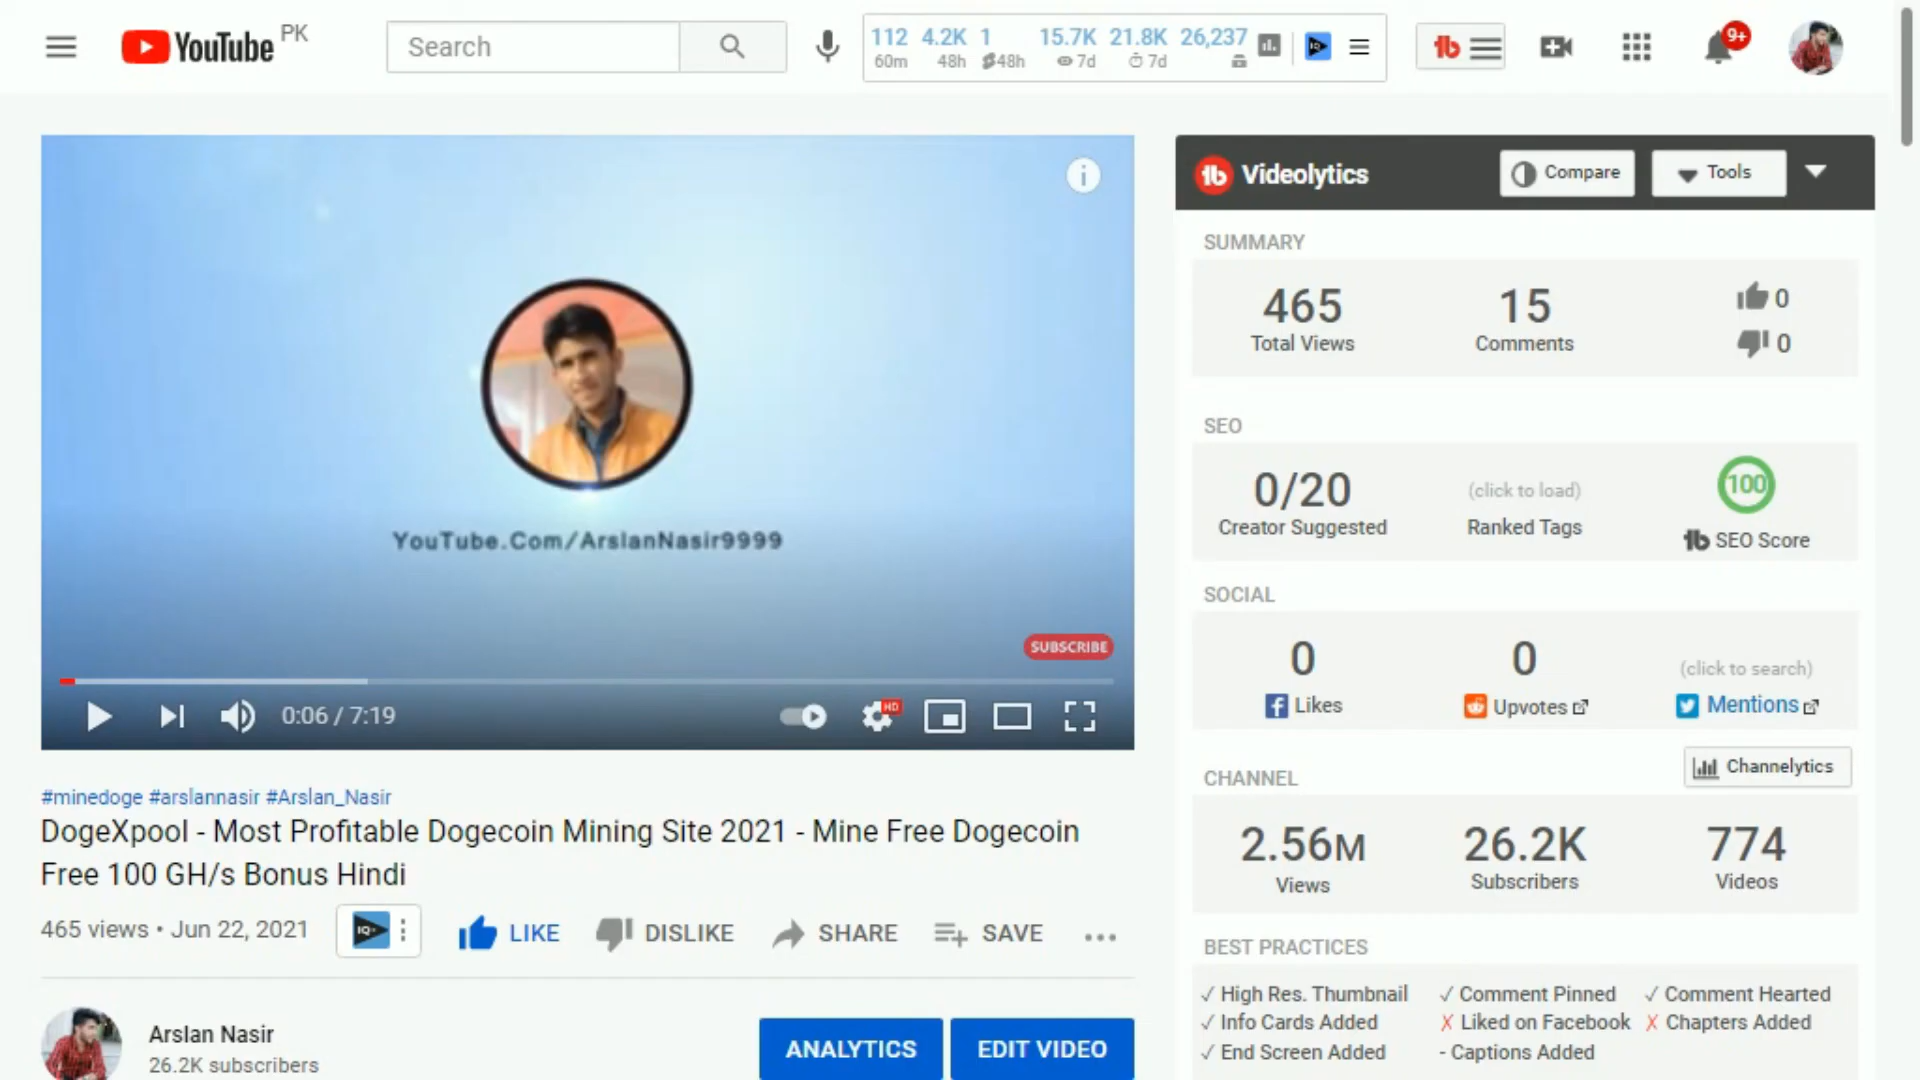 YouTube PK
Search
112 4.2K 1 15.7K 21.8K 26,237
60m 48h 48h 7d 7d
9+
YouTube.Com/ArslanNasir9999
SUBSCRIBE
0:06 / 7:19
HD
#minedoge #arslannasir #Arslan_Nasir
DogeXpool - Most Profitable Dogecoin Mining Site 2021 - Mine Free Dogecoin
Free 100 GH/s Bonus Hindi
465 views • Jun 22, 2021
IQ
LIKE DISLIKE SHARE SAVE
Arslan Nasir
26.2K subscribers
ANALYTICS EDIT VIDEO
Videolytics Compare Tools
SUMMARY
465 15 0
Total Views Comments 0
SEO
0/20 (click to load) 100
Creator Suggested Ranked Tags SEO Score
SOCIAL
0 0 (click to search)
Likes Upvotes Mentions
CHANNEL Channelytics
2.56M 26.2K 774
Views Subscribers Videos
BEST PRACTICES
✓ High Res. Thumbnail ✓ Comment Pinned ✓ Comment Hearted
✓ Info Cards Added ✗ Liked on Facebook ✗ Chapters Added
✓ End Screen Added - Captions Added